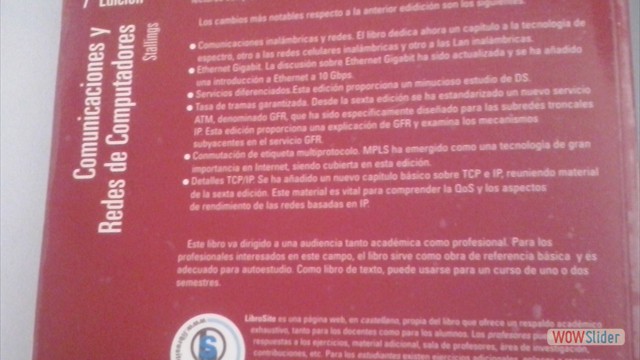 7
Edición
Comunicaciones y
Redes de Computadores
Stallings
Los cambios más notables respecto a la anterior edidición son los siguientes:
● Comunicaciones inalámbricas y redes. El libro dedica ahora un capítulo a la tecnología de
espectro, otro a las redes celulares inalámbricas y otro a las Lan inalámbricas.
● Ethernet Gigabit. La discusión sobre Ethernet Gigabit ha sido actualizada y se ha añadido
una introducción a Ethernet a 10 Gbps.
● Servicios diferenciados.Esta edición proporciona un minucioso estudio de DS.
● Tasa de tramas garantizada. Desde la sexta edición se ha estandarizado un nuevo servicio
ATM, denominado GFR, que ha sido específicamente diseñado para las subredes troncales
IP. Esta edición proporciona una explicación de GFR y examina los mecanismos
subyacentes en el servicio GFR.
● Conmutación de etiqueta multiprotocolo. MPLS ha emergido como una tecnología de gran
importancia en Internet, siendo cubierta en esta edición.
● Detalles TCP/IP. Se ha añadido un nuevo capítulo básico sobre TCP e IP, reuniendo material
de la sexta edición. Este material es vital para comprender la QoS y los aspectos
de rendimiento de las redes basadas en IP.
Este libro va dirigido a una audiencia tanto académica como profesional. Para los
profesionales interesados en este campo, el libro sirve como obra de referencia básica y es
adecuado para autoestudio. Como libro de texto, puede usarse para un curso de uno o dos
semestres.
LibroSite es una página web, en castellano, propia del libro que ofrece un respaldo académico
exhaustivo, tanto para los docentes como para los alumnos. Los profesores
respuestas a los ejercicios, material adicional, sala de profesores, área de investigación,
contribuciones, etc. Para los estudiantes existen ejercicios
WOWSlider